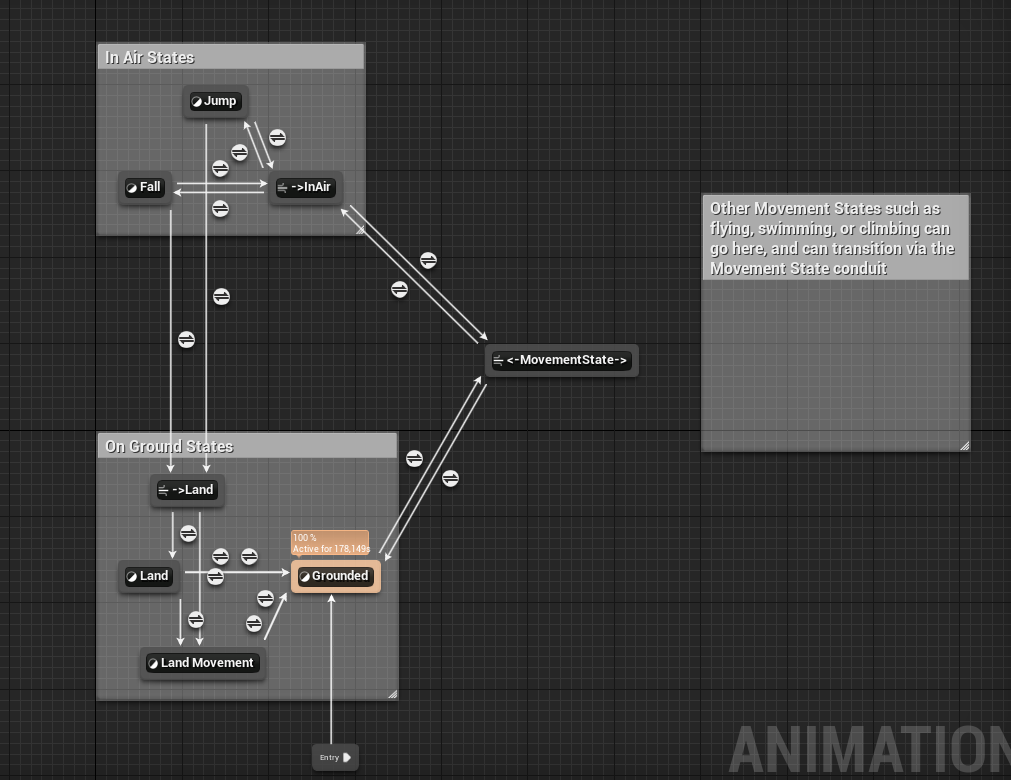 In Air States
Jump
Fall
->InAir
Other Movement States such as
flying, swimming, or climbing can
go here, and can transition via the
Movement State conduit
<-MovementState->
On Ground States
->Land
100 %
Active for 178,149s
Land
Grounded
Land Movement
Entry
ANIMATION